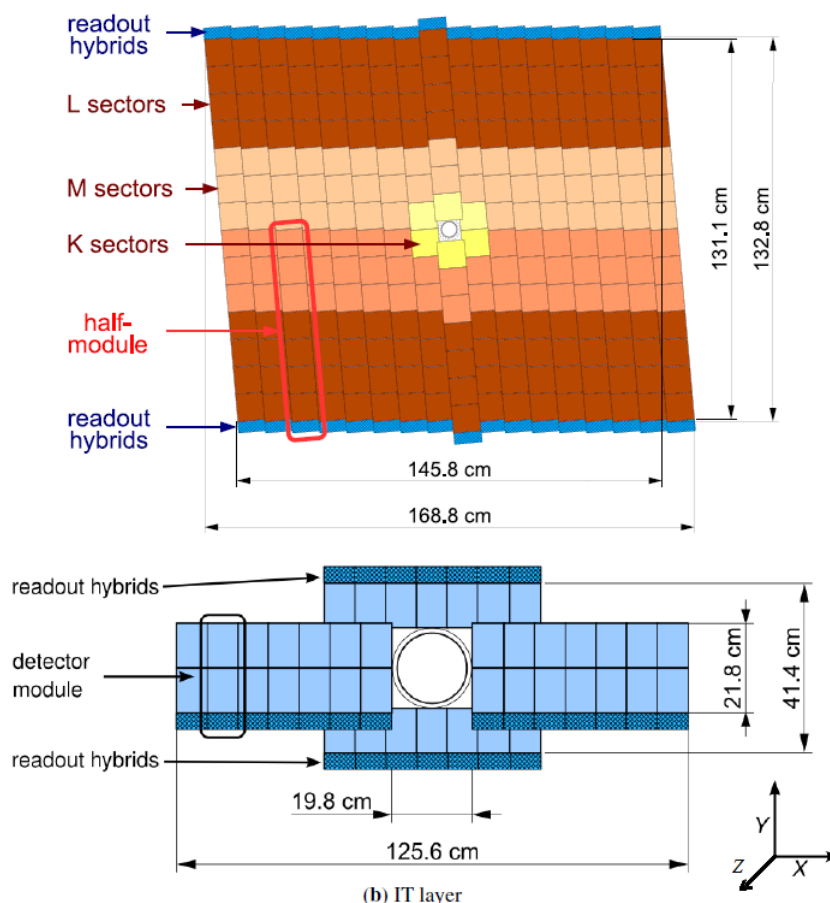 readout
hybrids
L sectors
M sectors
K sectors
half-
module
readout
hybrids
131.1 cm
132.8 cm
145.8 cm
168.8 cm
readout hybrids
detector
module
readout hybrids
21.8 cm
41.4 cm
19.8 cm
125.6 cm
Y
Z
X
(b) IT layer